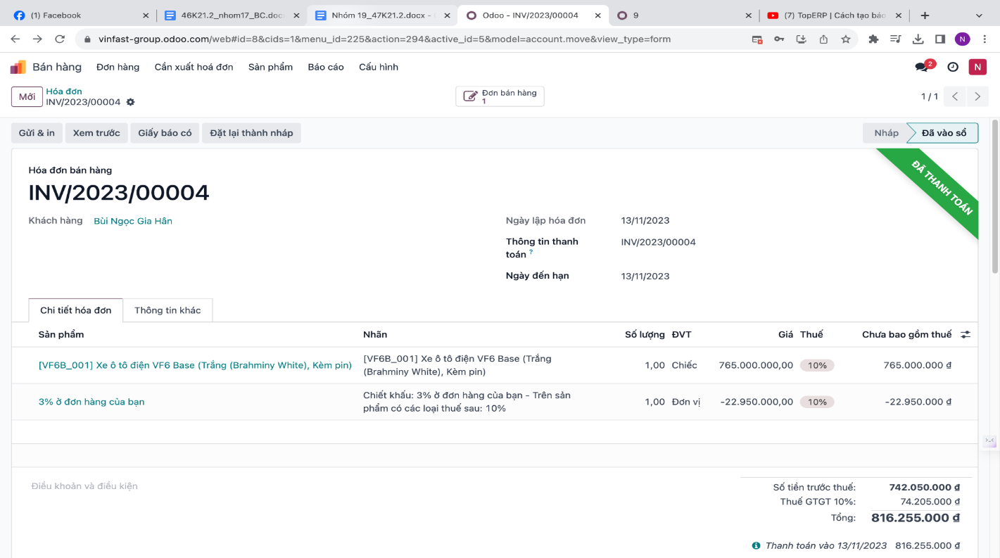 (1) Facebook
46K21.2_nhom17_BC.doc
Nhóm 19_47K21.2.docx -
Odoo - INV/2023/00004
9
(7) TopERP | Cách tạo báo
vinfast-group.odoo.com/web#id=8&cids=1&menu_id=225&action=294&active_id=5&model=account.move&view_type=form
N
Bán hàng
Đơn hàng
Cần xuất hoá đơn
Sản phẩm
Báo cáo
Cấu hình
2
N
Mới
Hóa đơn
INV/2023/00004
Đơn bán hàng
1
1 / 1
Gửi & in
Xem trước
Giấy báo có
Đặt lại thành nháp
Nháp
Đã vào sổ
ĐÃ THANH TOÁN
Hóa đơn bán hàng
INV/2023/00004
Khách hàng Bùi Ngọc Gia Hân
Ngày lập hóa đơn 13/11/2023
Thông tin thanh
toán ?
INV/2023/00004
Ngày đến hạn 13/11/2023
Chi tiết hóa đơn
Thông tin khác
Sản phẩm Nhãn Số lượng ĐVT Giá Thuế Chưa bao gồm thuế
[VF6B_001] Xe ô tô điện VF6 Base (Trắng (Brahminy White), Kèm pin)
[VF6B_001] Xe ô tô điện VF6 Base (Trắng
(Brahminy White), Kèm pin)
1,00 Chiếc 765.000.000,00 10% 765.000.000 ₫
3% ở đơn hàng của bạn
Chiết khấu: 3% ở đơn hàng của bạn - Trên sản
phẩm có các loại thuế sau: 10%
1,00 Đơn vị -22.950.000,00 10% -22.950.000 ₫
Điều khoản và điều kiện
Số tiền trước thuế: 742.050.000 ₫
Thuế GTGT 10%: 74.205.000 ₫
Tổng: 816.255.000 ₫
Thanh toán vào 13/11/2023 816.255.000 ₫